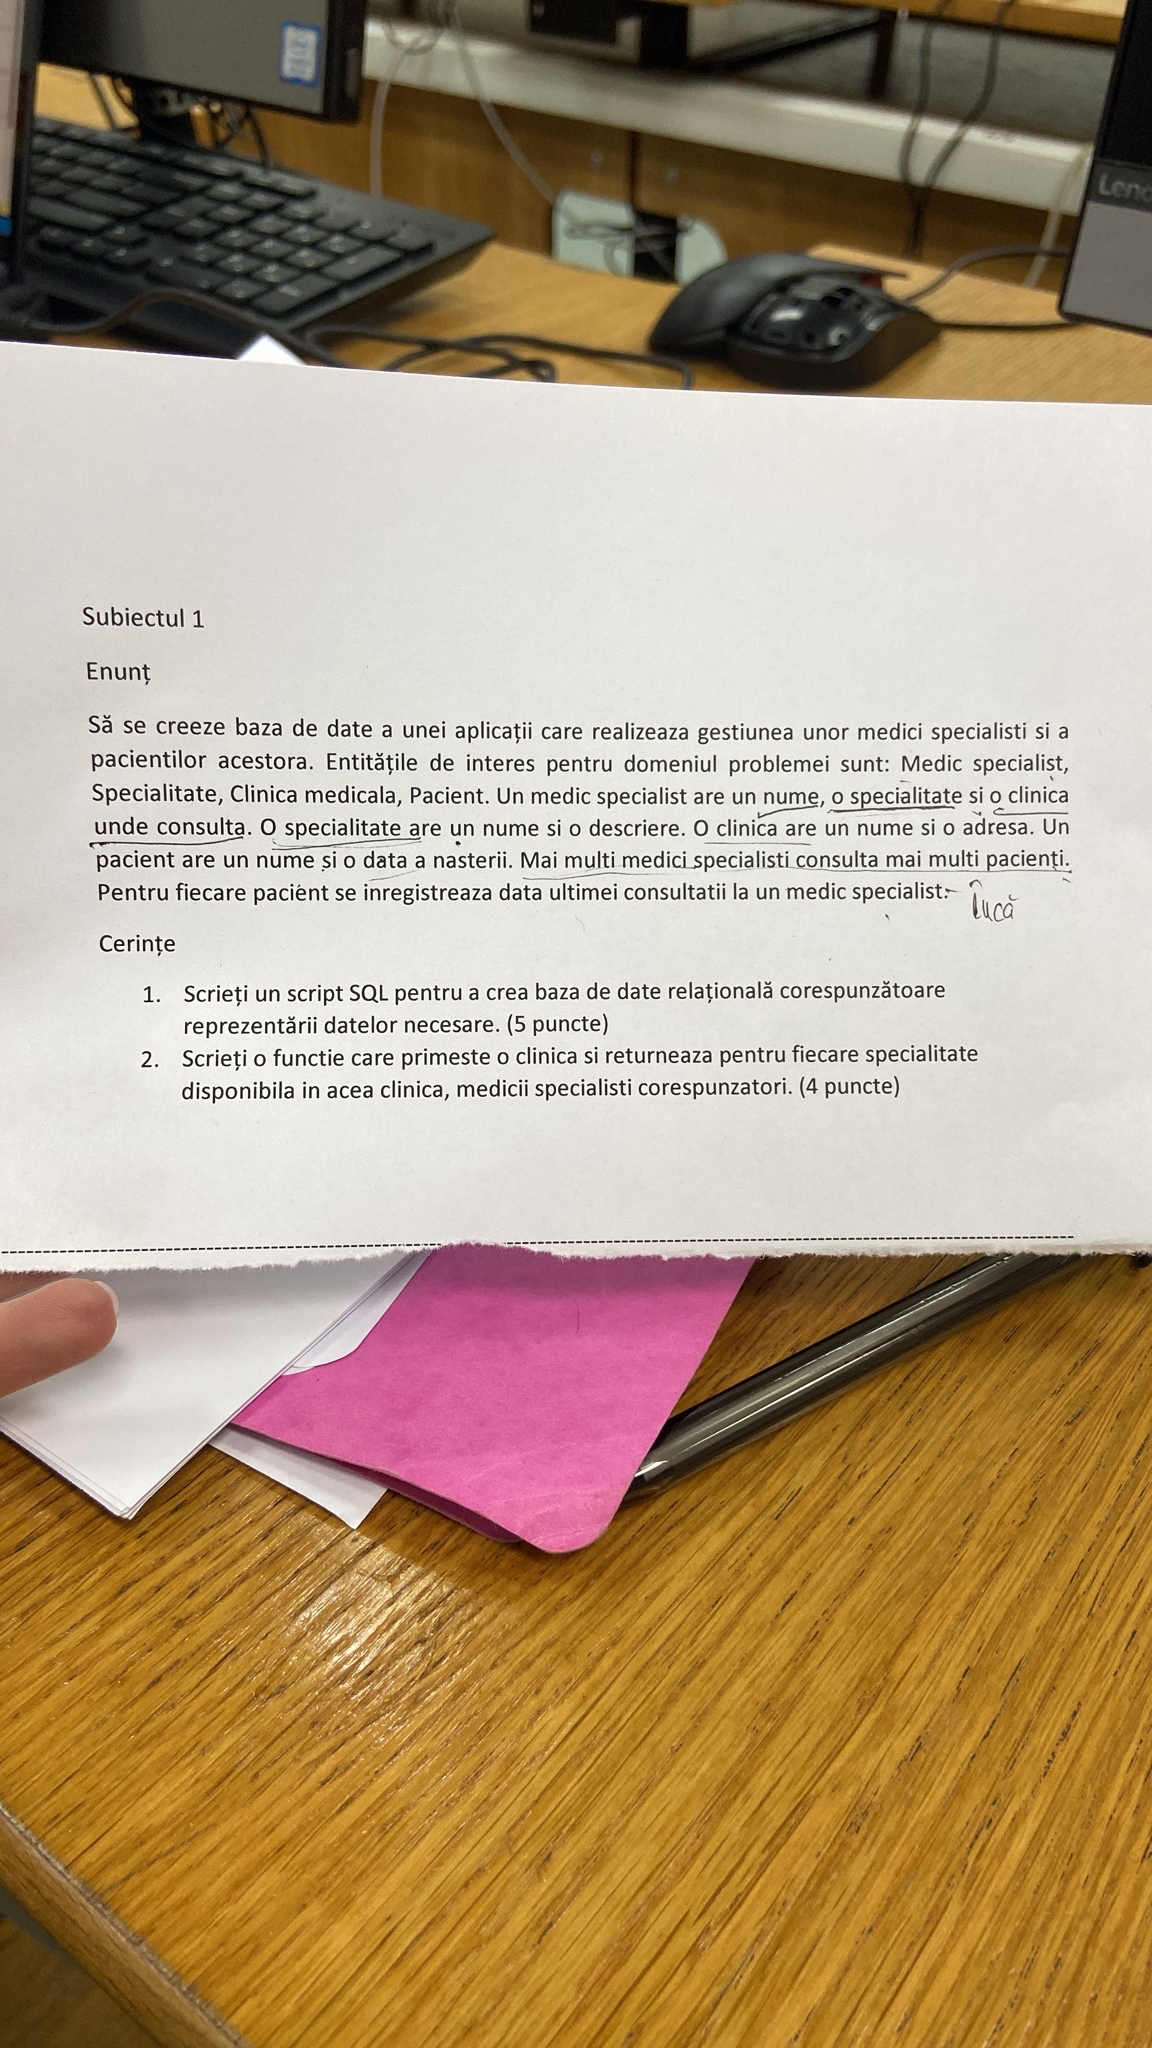 Lenc
Subiectul 1
Enunț
Să se creeze baza de date a unei aplicații care realizeaza gestiunea unor medici specialisti si a
pacientilor acestora. Entitățile de interes pentru domeniul problemei sunt: Medic specialist,
Specialitate, Clinica medicala, Pacient. Un medic specialist are un nume, o specialitate si o clinica
unde consulta. O specialitate are un nume si o descriere. O clinica are un nume si o adresa. Un
pacient are un nume și o data a nasterii. Mai multi medici specialisti consulta mai multi pacienți.
Pentru fiecare pacient se inregistreaza data ultimei consultatii la un medic specialist.
Încă
Cerințe
1. Scrieți un script SQL pentru a crea baza de date relațională corespunzătoare
reprezentării datelor necesare. (5 puncte)
2. Scrieți o functie care primeste o clinica si returneaza pentru fiecare specialitate
disponibila in acea clinica, medicii specialisti corespunzatori. (4 puncte)